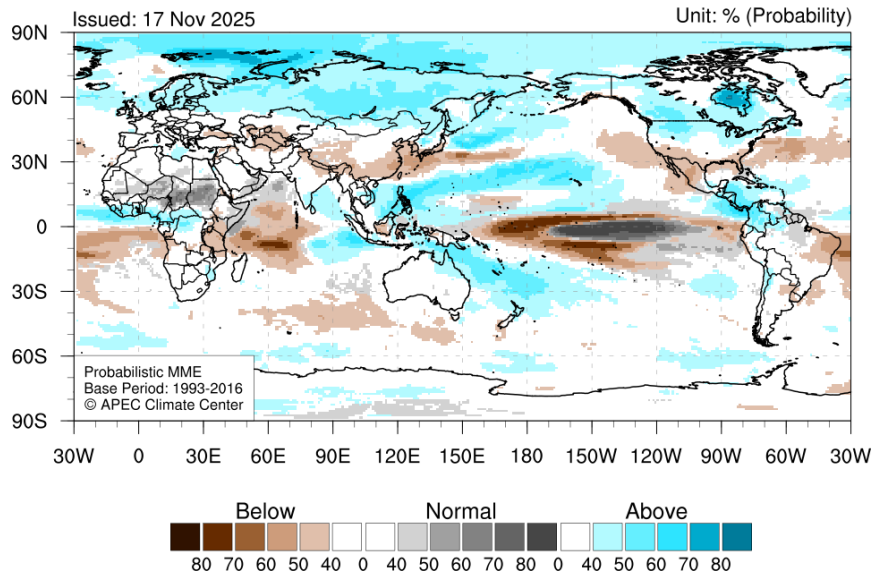 Issued: 17 Nov 2025
Unit: % (Probability)
90N
60N
30N
0
30S
60S
90S
Probabilistic MME
Base Period: 1993-2016
© APEC Climate Center
30W 0 30E 60E 90E 120E 150E 180 150W 120W 90W 60W 30W
Below Normal Above
80 70 60 50 40 0 40 50 60 70 80 0 40 50 60 70 80